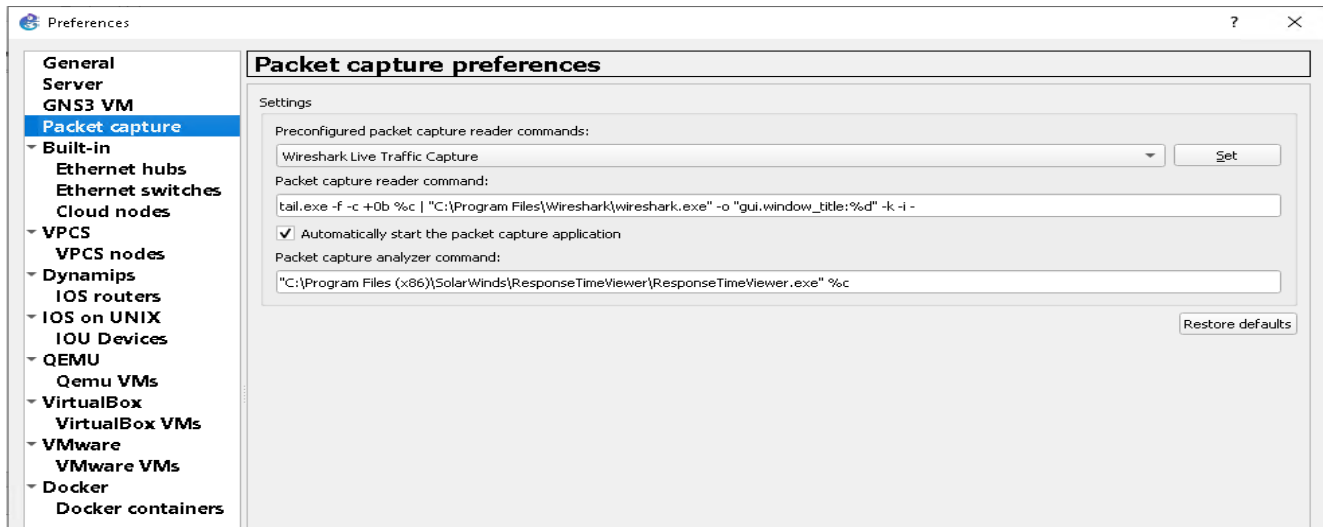 Preferences
?
General
Server
GNS3 VM
Packet capture
Built-in
Ethernet hubs
Ethernet switches
Cloud nodes
VPCS
VPCS nodes
Dynamips
IOS routers
IOS on UNIX
IOU Devices
QEMU
Qemu VMs
VirtualBox
VirtualBox VMs
VMware
VMware VMs
Docker
Docker containers
Packet capture preferences
Settings
Preconfigured packet capture reader commands:
Wireshark Live Traffic Capture
Set
Packet capture reader command:
tail.exe -f -c +0b %c | "C:\Program Files\Wireshark\wireshark.exe" -o "gui.window_title:%d" -k -i -
Automatically start the packet capture application
Packet capture analyzer command:
"C:\Program Files (x86)\SolarWinds\ResponseTimeViewer\ResponseTimeViewer.exe" %c
Restore defaults